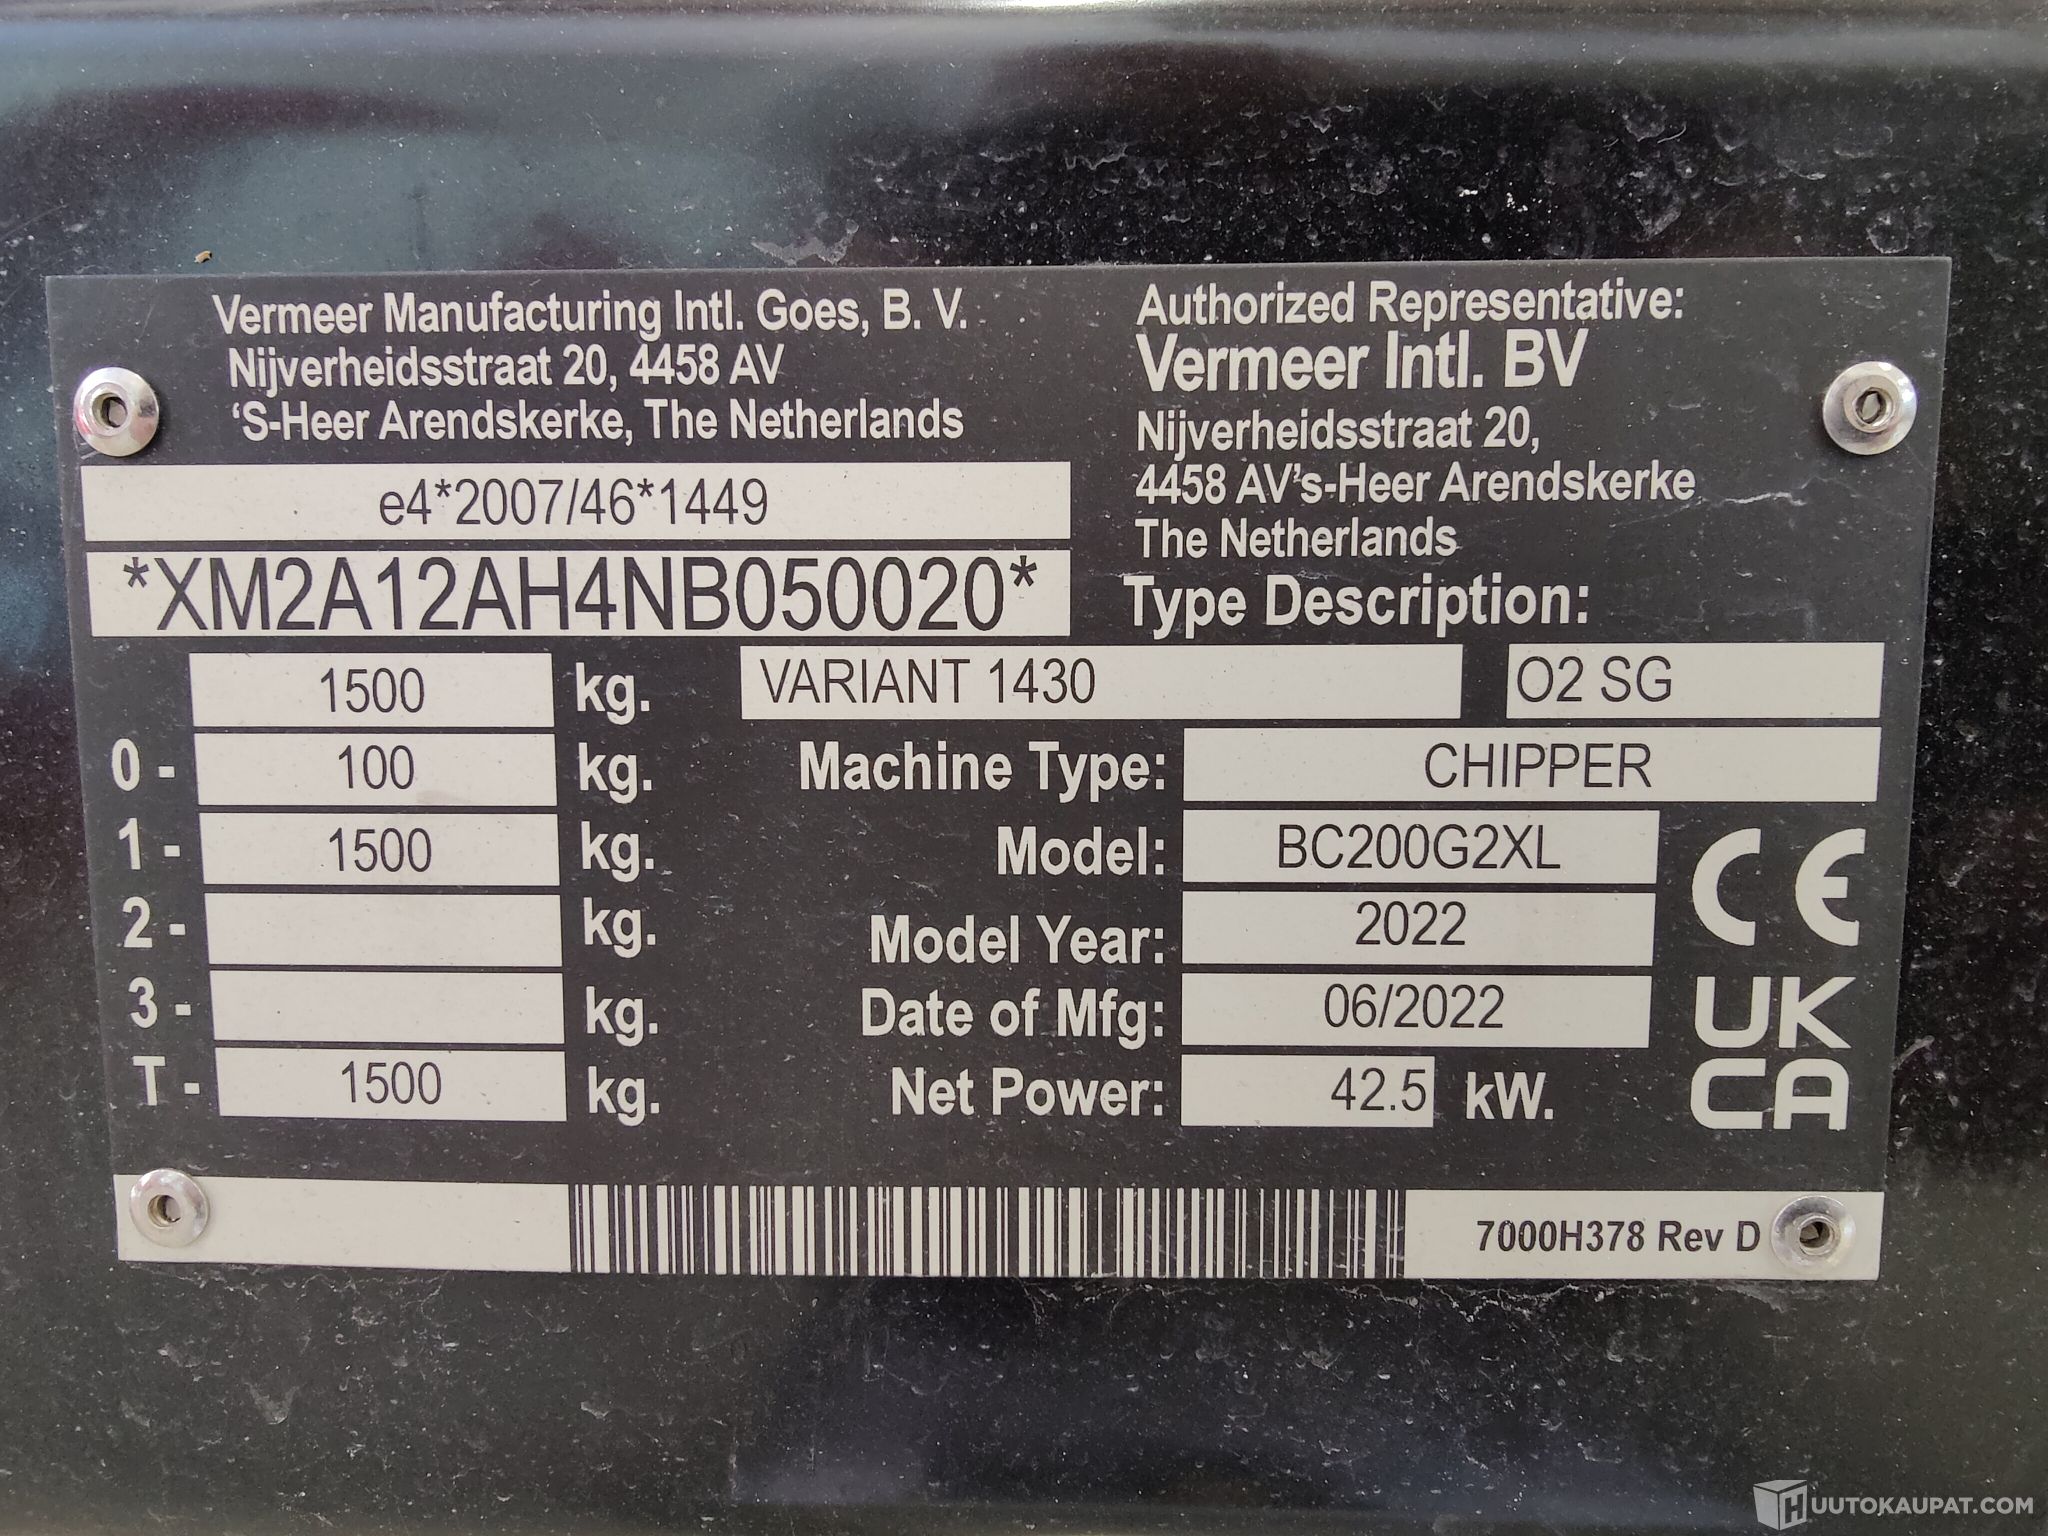 Vermeer Manufacturing Intl. Goes, B. V.
Nijverheidsstraat 20, 4458 AV
‘S-Heer Arendskerke, The Netherlands
e4*2007/46*1449
*XM2A12AH4NB050020*
Authorized Representative:
Vermeer Intl. BV
Nijverheidsstraat 20,
4458 AV's-Heer Arendskerke
The Netherlands
Type Description:
VARIANT 1430 O2 SG
1500 kg.
0 - 100 kg.
1 - 1500 kg.
2 - kg.
3 - kg.
T - 1500 kg.
Machine Type: CHIPPER
Model: BC200G2XL
Model Year: 2022
Date of Mfg: 06/2022
Net Power: 42.5 kW.
CE
UK
CA
7000H378 Rev D
HUUTOKAUPAT.COM